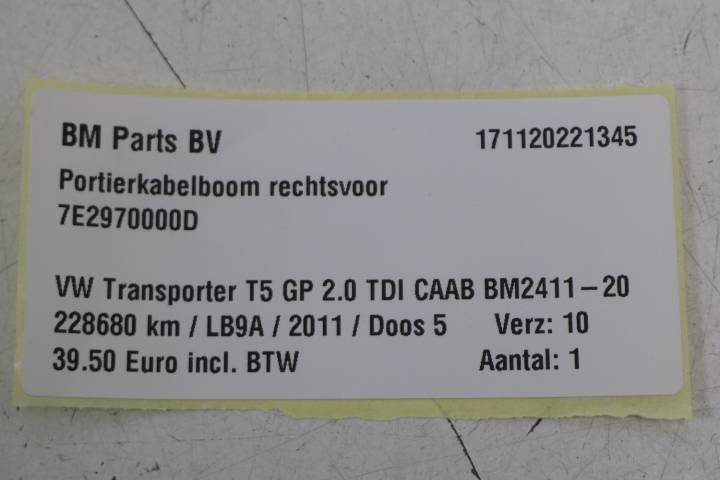 BM Parts BV 171120221345
Portierkabelboom rechtsvoor
7E2970000D
VW Transporter T5 GP 2.0 TDI CAAB BM2411-20
228680 km / LB9A / 2011 / Doos 5 Verz: 10
39.50 Euro incl. BTW Aantal: 1